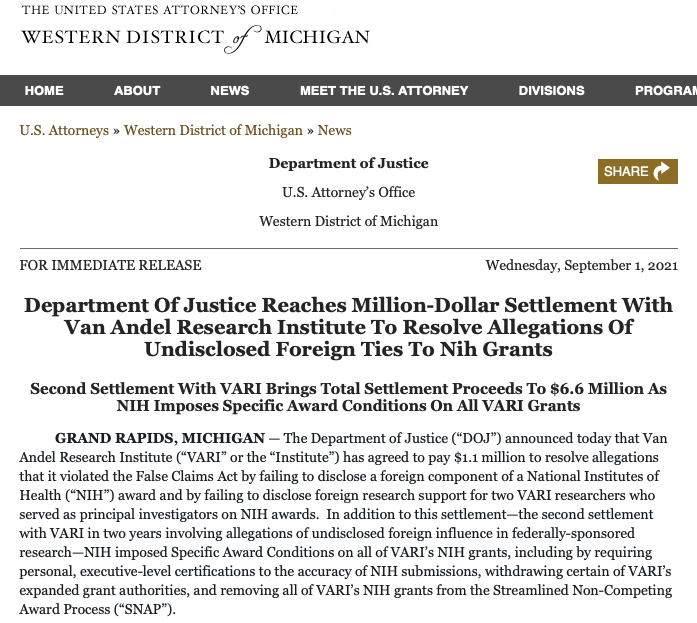 THE UNITED STATES ATTORNEY'S OFFICE
WESTERN DISTRICT of MICHIGAN
HOME ABOUT NEWS MEET THE U.S. ATTORNEY DIVISIONS PROGRAM
U.S. Attorneys » Western District of Michigan » News
Department of Justice
SHARE
U.S. Attorney's Office
Western District of Michigan
FOR IMMEDIATE RELEASE Wednesday, September 1, 2021
Department Of Justice Reaches Million-Dollar Settlement With
Van Andel Research Institute To Resolve Allegations Of
Undisclosed Foreign Ties To Nih Grants
Second Settlement With VARI Brings Total Settlement Proceeds To $6.6 Million As
NIH Imposes Specific Award Conditions On All VARI Grants
GRAND RAPIDS, MICHIGAN — The Department of Justice ("DOJ") announced today that Van
Andel Research Institute ("VARI" or the "Institute") has agreed to pay $1.1 million to resolve allegations
that it violated the False Claims Act by failing to disclose a foreign component of a National Institutes of
Health ("NIH") award and by failing to disclose foreign research support for two VARI researchers who
served as principal investigators on NIH awards.  In addition to this settlement—the second settlement
with VARI in two years involving allegations of undisclosed foreign influence in federally-sponsored
research—NIH imposed Specific Award Conditions on all of VARI's NIH grants, including by requiring
personal, executive-level certifications to the accuracy of NIH submissions, withdrawing certain of VARI's
expanded grant authorities, and removing all of VARI's NIH grants from the Streamlined Non-Competing
Award Process ("SNAP").